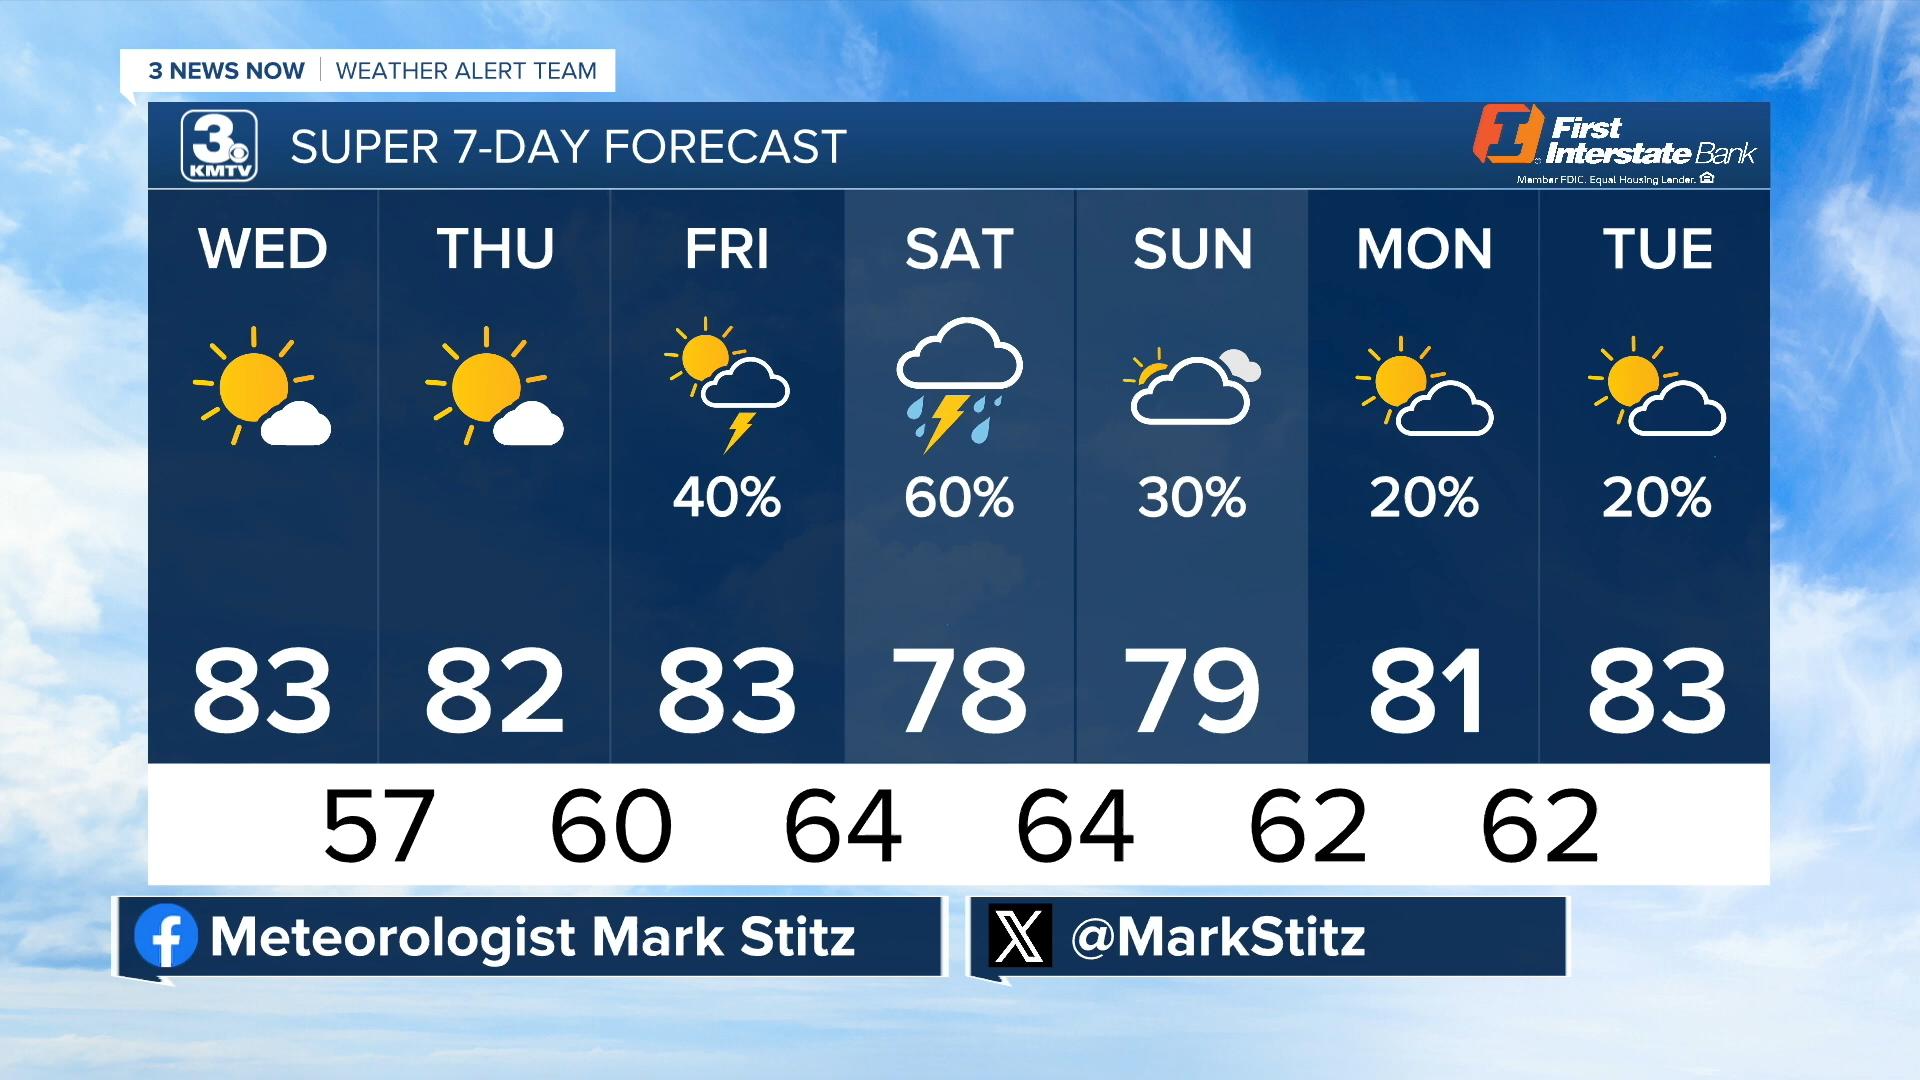 3 NEWS NOW | WEATHER ALERT TEAM
3 KMTV SUPER 7-DAY FORECAST
First
Interstate Bank
Member FDIC. Equal Housing Lender.
WED THU FRI SAT SUN MON TUE
40% 60% 30% 20% 20%
83 82 83 78 79 81 83
57 60 64 64 62 62
Meteorologist Mark Stitz
@MarkStitz